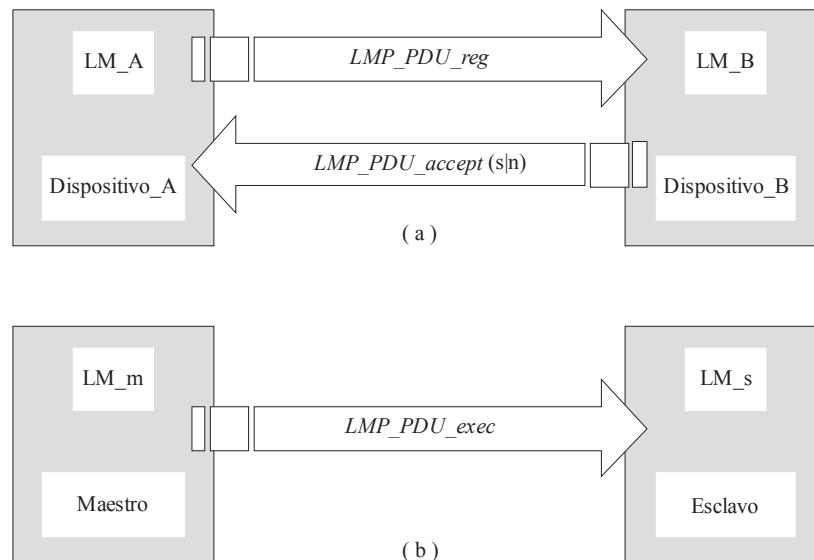 LM_A
LMP_PDU_reg
LM_B
Dispositivo_A
LMP_PDU_accept (s|n)
Dispositivo_B
( a )
LM_m
LM_s
LMP_PDU_exec
Maestro
Esclavo
( b )